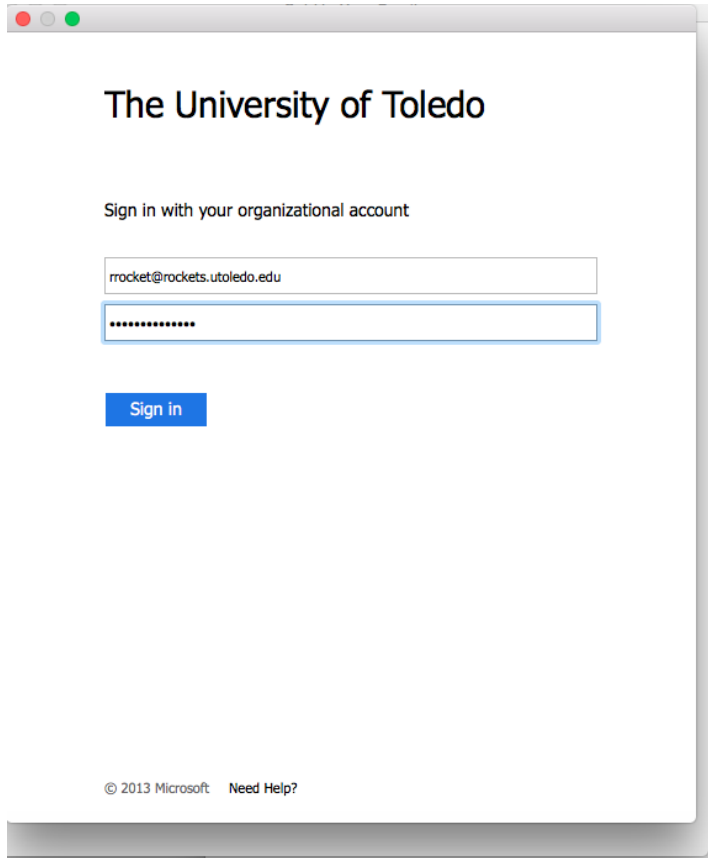 The University of Toledo
Sign in with your organizational account
rrocket@rockets.utoledo.edu
••••••••••••••
Sign in
© 2013 Microsoft Need Help?